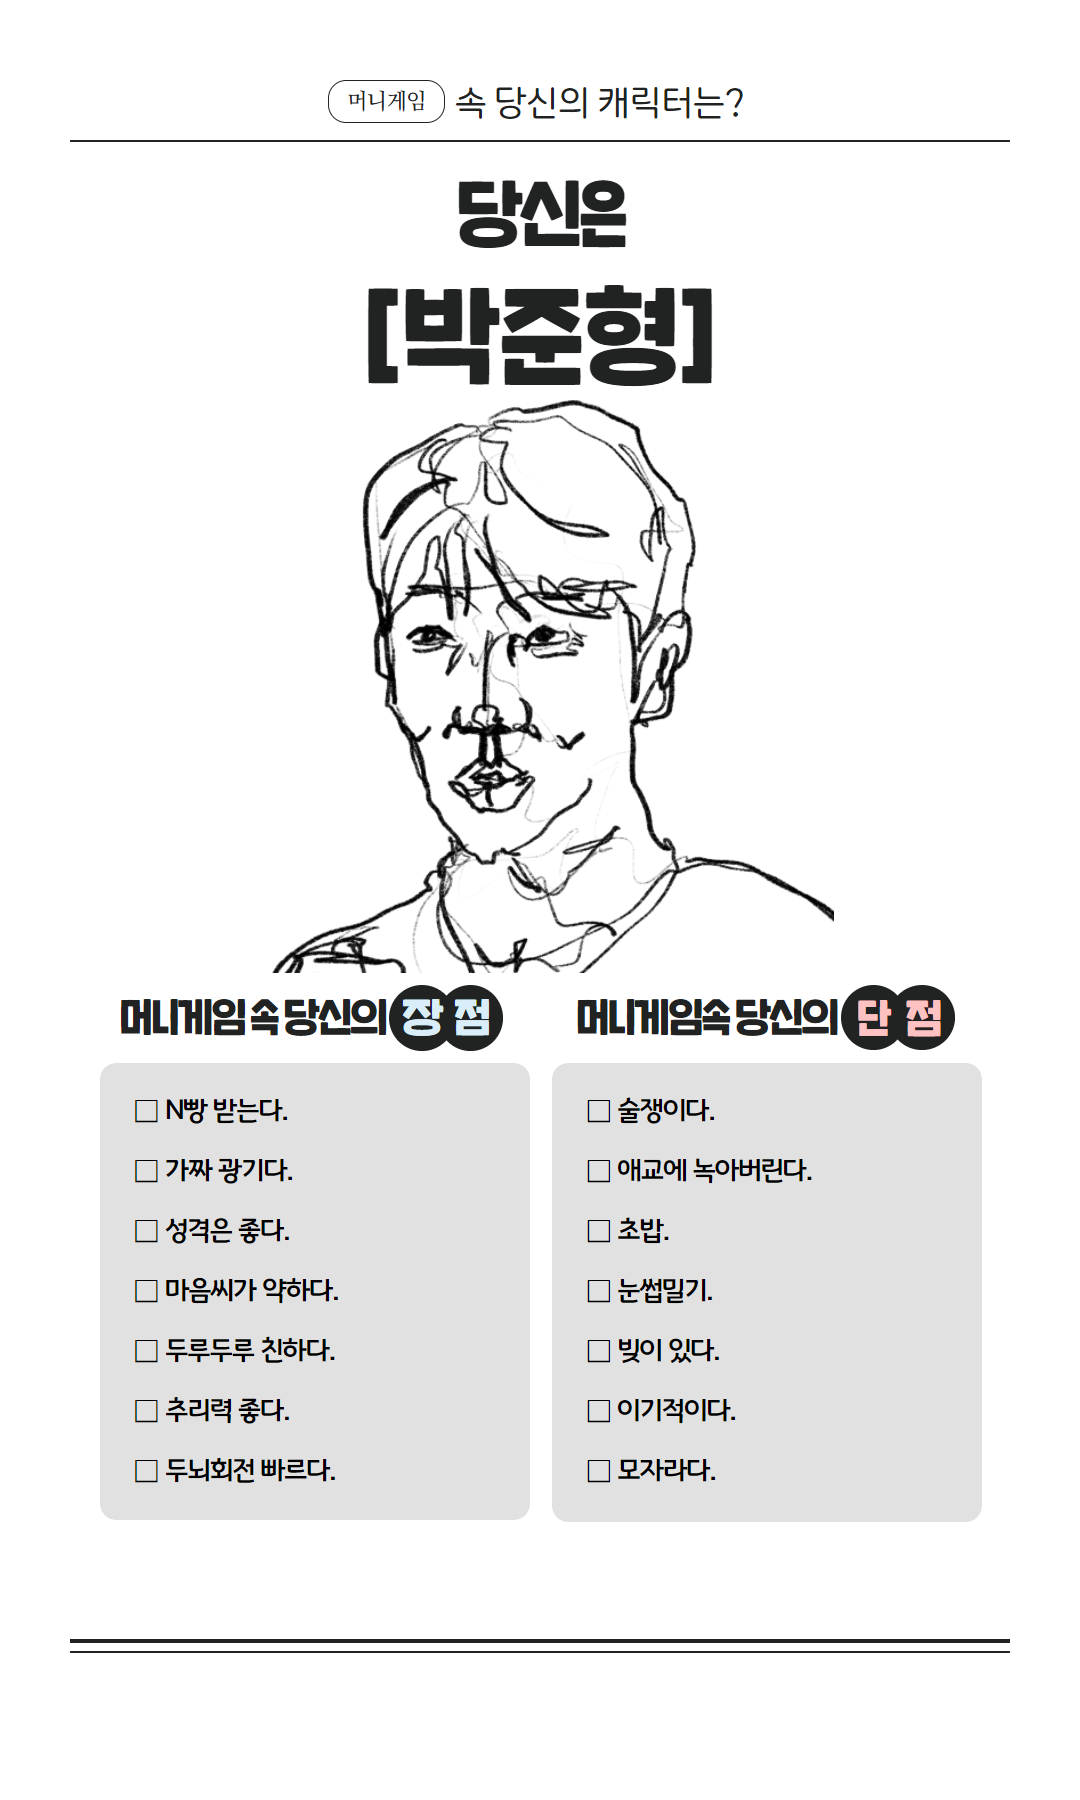 머니게임 속 당신의 캐릭터는?
당신은
[박준형]
머니게임 속 당신의 장점
□ N빵 받는다.
□ 가짜 광기다.
□ 성격은 좋다.
□ 마음씨가 약하다.
□ 두루두루 친하다.
□ 추리력 좋다.
□ 두뇌회전 빠르다.
머니게임속 당신의 단점
□ 술쟁이다.
□ 애교에 녹아버린다.
□ 초밥.
□ 눈썹밀기.
□ 빚이 있다.
□ 이기적이다.
□ 모자라다.